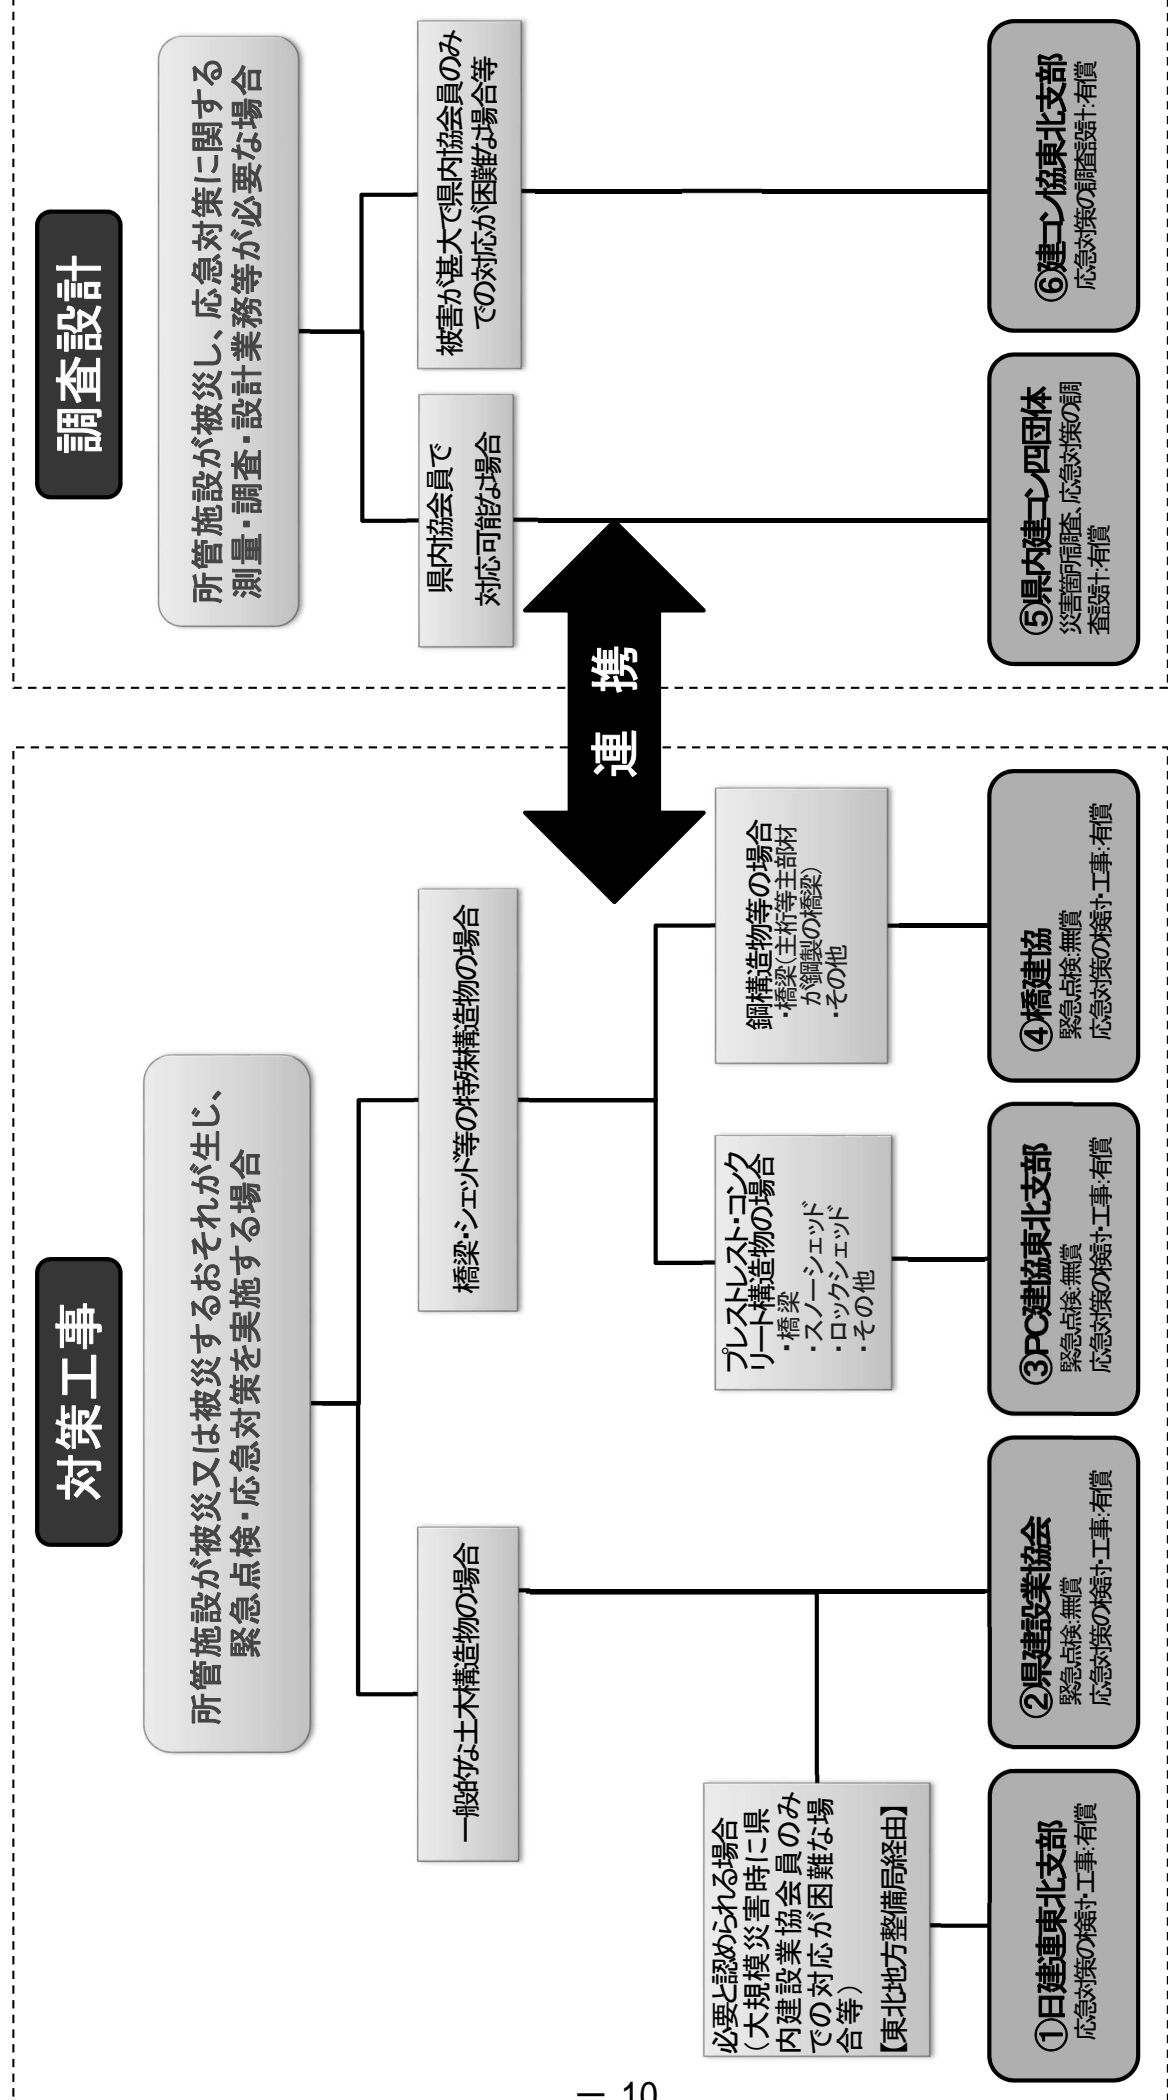 対策工事
所管施設が被災又は被災するおそれが生じ、
緊急点検・応急対策を実施する場合
一般的な土木構造物の場合
橋梁・シェッド等の特殊構造物の場合
必要と認められる場合
(大規模災害時に県
内建設業協会員のみ
での対応が困難な場
合等)
【東北地方整備局経由】
プレストレスト・コンク
リート構造物の場合
・橋梁
・スノーシェッド
・ロックシェッド
・その他
鋼構造物等の場合
・橋梁(主桁等主部材
が鋼製の橋梁)
・その他
①日建連東北支部
応急対策の検討・工事:有償
②県建設業協会
緊急点検:無償
応急対策の検討・工事:有償
③PC建協東北支部
緊急点検:無償
応急対策の検討・工事:有償
④橋建協
緊急点検:無償
応急対策の検討・工事:有償
連 携
調査設計
所管施設が被災し、応急対策に関する
測量・調査・設計業務等が必要な場合
県内協会員で
対応可能な場合
被害が甚大で県内協会員のみ
での対応が困難な場合等
⑤県内建コン四団体
災害箇所調査、応急対策の調
査設計:有償
⑥建コン協東北支部
応急対策の調査設計:有償
― 10